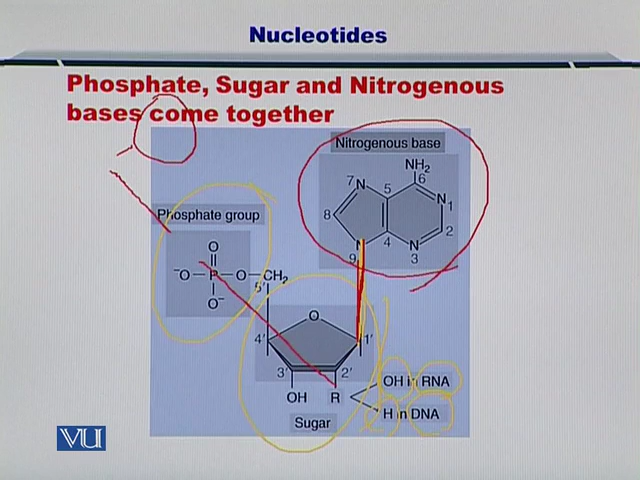 Nucleotides
Phosphate, Sugar and Nitrogenous
bases come together
Nitrogenous base
NH2
7 6
N 5 N 1
8
4 2
N N
9 3
Phosphate group
O
⁻O—P—O—CH2
5'
O⁻
O
4' 1'
3' 2'
OH R
OH in RNA
H in DNA
Sugar
VU